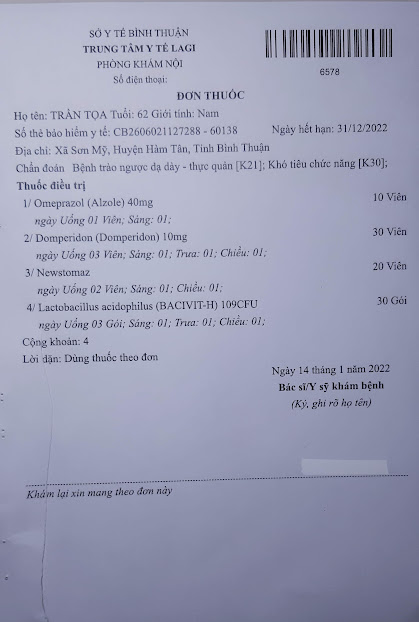 SỞ Y TẾ BÌNH THUẬN
TRUNG TÂM Y TẾ LAGI
PHÒNG KHÁM NỘI
Số điện thoại:
6578
ĐƠN THUỐC
Họ tên: TRẦN TỌA Tuổi: 62 Giới tính: Nam
Số thẻ bảo hiểm y tế: CB2606021127288 - 60138 Ngày hết hạn: 31/12/2022
Địa chỉ: Xã Sơn Mỹ, Huyện Hàm Tân, Tỉnh Bình Thuận
Chẩn đoán Bệnh trào ngược dạ dày - thực quản [K21]; Khó tiêu chức năng [K30];
Thuốc điều trị
1/ Omeprazol (Alzole) 40mg 10 Viên
ngày Uống 01 Viên; Sáng: 01;
2/ Domperidon (Domperidon) 10mg 30 Viên
ngày Uống 03 Viên; Sáng: 01; Trưa: 01; Chiều: 01;
3/ Newstomaz 20 Viên
ngày Uống 02 Viên; Sáng: 01; Chiều: 01;
4/ Lactobacillus acidophilus (BACIVIT-H) 109CFU 30 Gói
ngày Uống 03 Gói; Sáng: 01; Trưa: 01; Chiều: 01;
Cộng khoản: 4
Lời dặn: Dùng thuốc theo đơn
Ngày 14 tháng 1 năm 2022
Bác sĩ/Y sỹ khám bệnh
(Ký, ghi rõ họ tên)
Khám lại xin mang theo đơn này